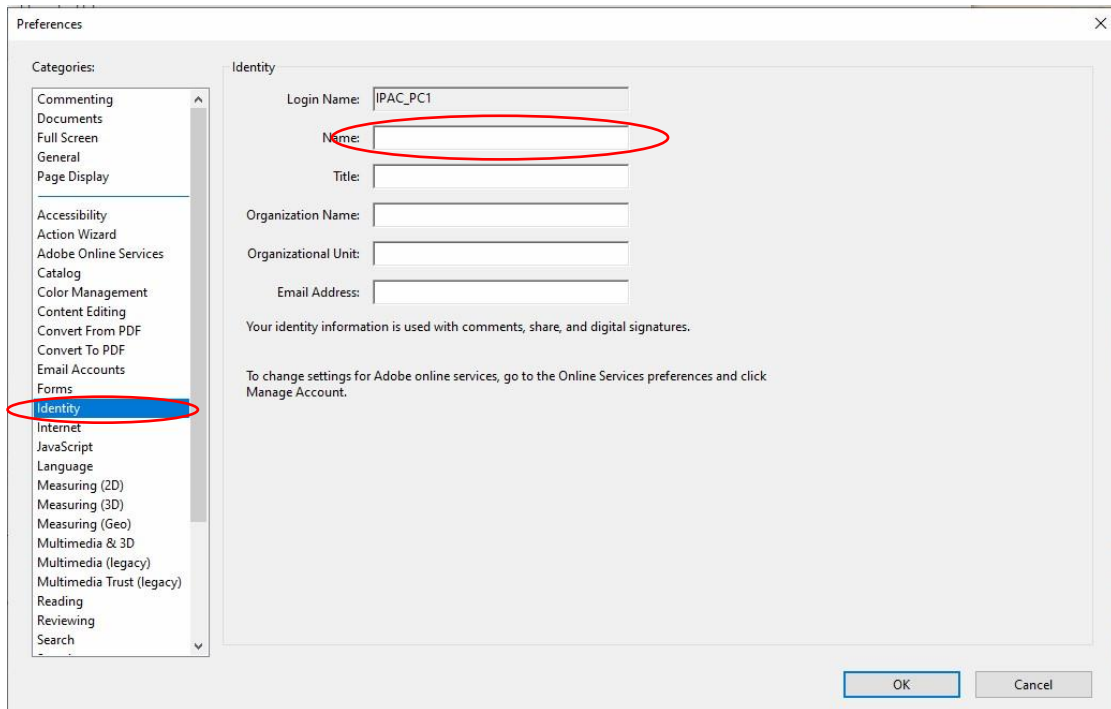 Preferences
Categories:
Commenting
Documents
Full Screen
General
Page Display
Accessibility
Action Wizard
Adobe Online Services
Catalog
Color Management
Content Editing
Convert From PDF
Convert To PDF
Email Accounts
Forms
Identity
Internet
JavaScript
Language
Measuring (2D)
Measuring (3D)
Measuring (Geo)
Multimedia & 3D
Multimedia (legacy)
Multimedia Trust (legacy)
Reading
Reviewing
Search
Identity
Login Name: IPAC_PC1
Name:
Title:
Organization Name:
Organizational Unit:
Email Address:
Your identity information is used with comments, share, and digital signatures.
To change settings for Adobe online services, go to the Online Services preferences and click
Manage Account.
OK Cancel